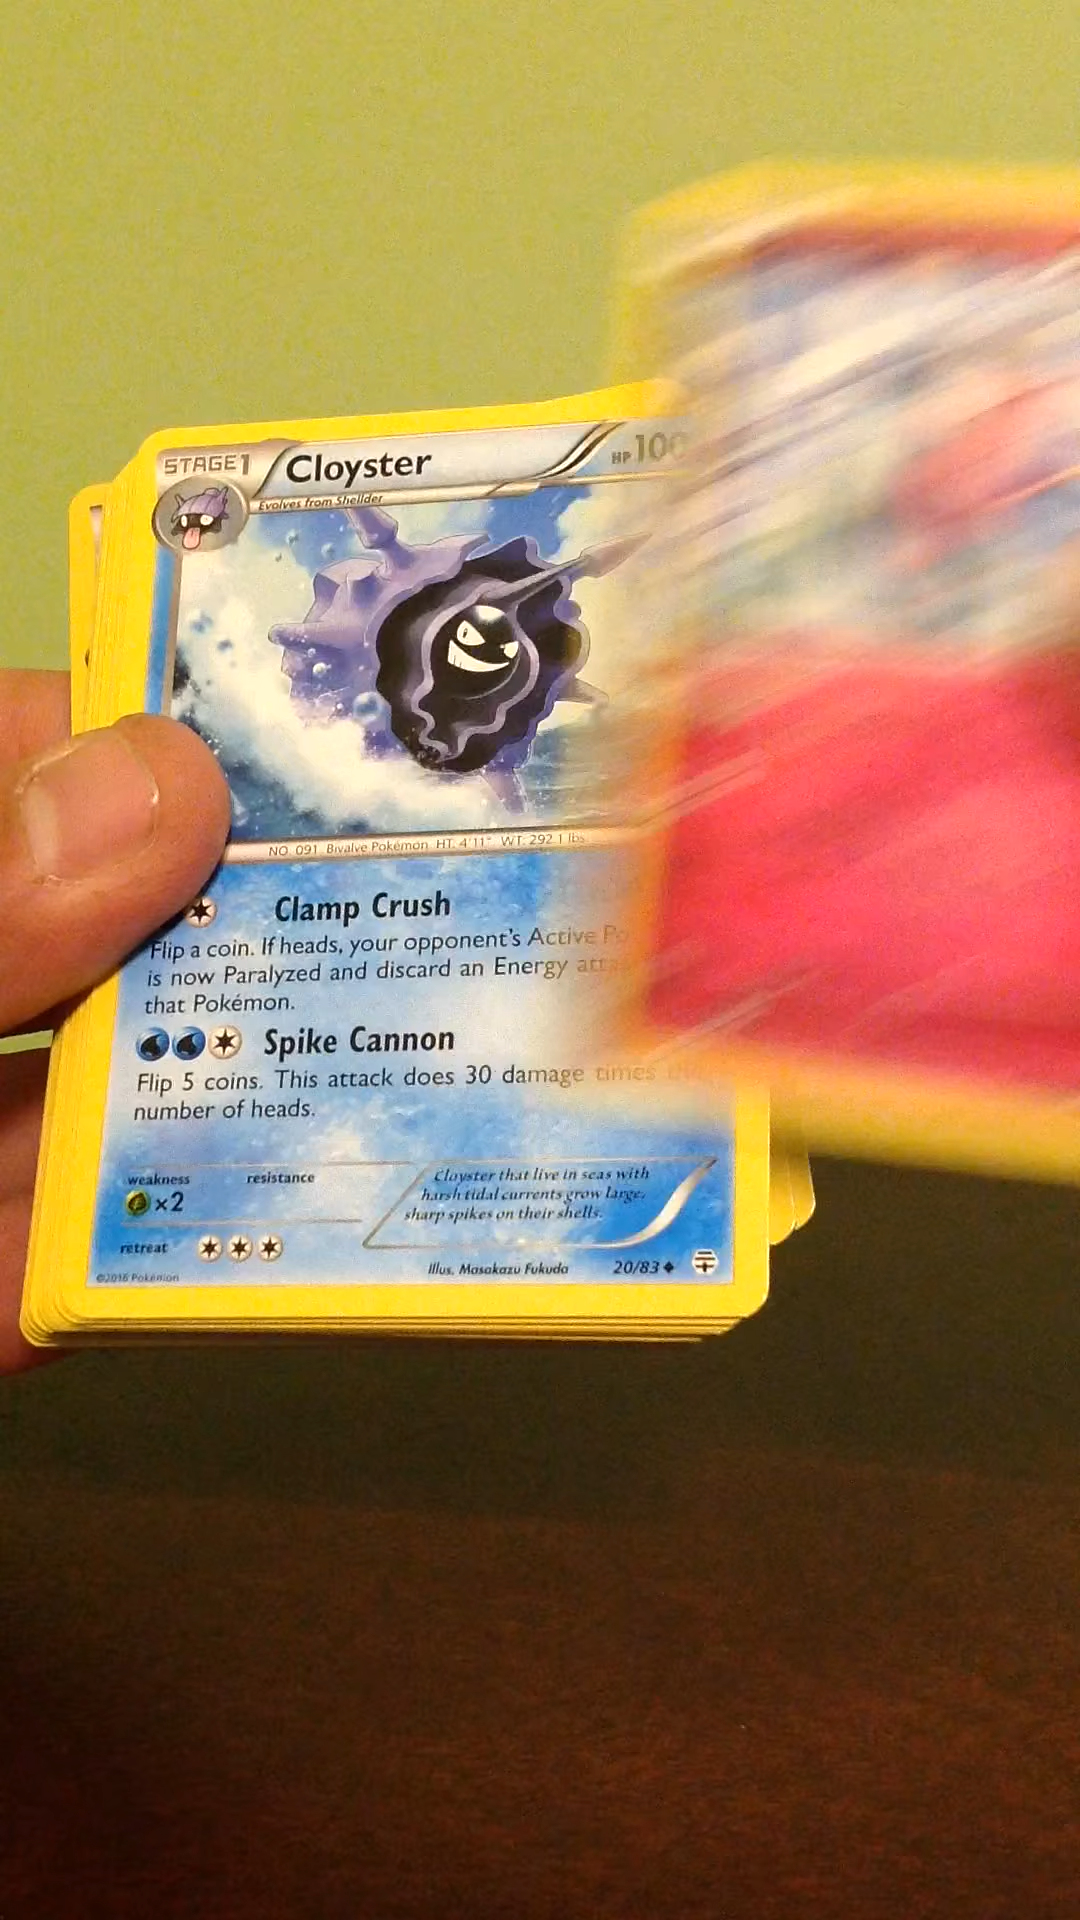 STAGE1 Cloyster HP 100
Evolves from Shellder
NO. 091 Bivalve Pokémon HT. 4'11" WT. 292.1 lbs.
Clamp Crush
Flip a coin. If heads, your opponent's Active
is now Paralyzed and discard an Energy
that Pokémon.
Spike Cannon
Flip 5 coins. This attack does 30 damage times
number of heads.
weakness resistance
×2
Cloyster that live in seas with
harsh tidal currents grow large,
sharp spikes on their shells.
retreat
©2016 Pokémon
Illus. Masakazu Fukuda 20/83